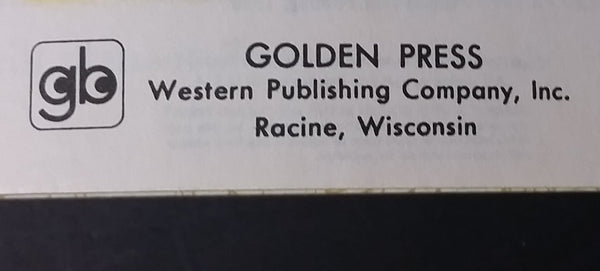 gb
GOLDEN PRESS
Western Publishing Company, Inc.
Racine, Wisconsin